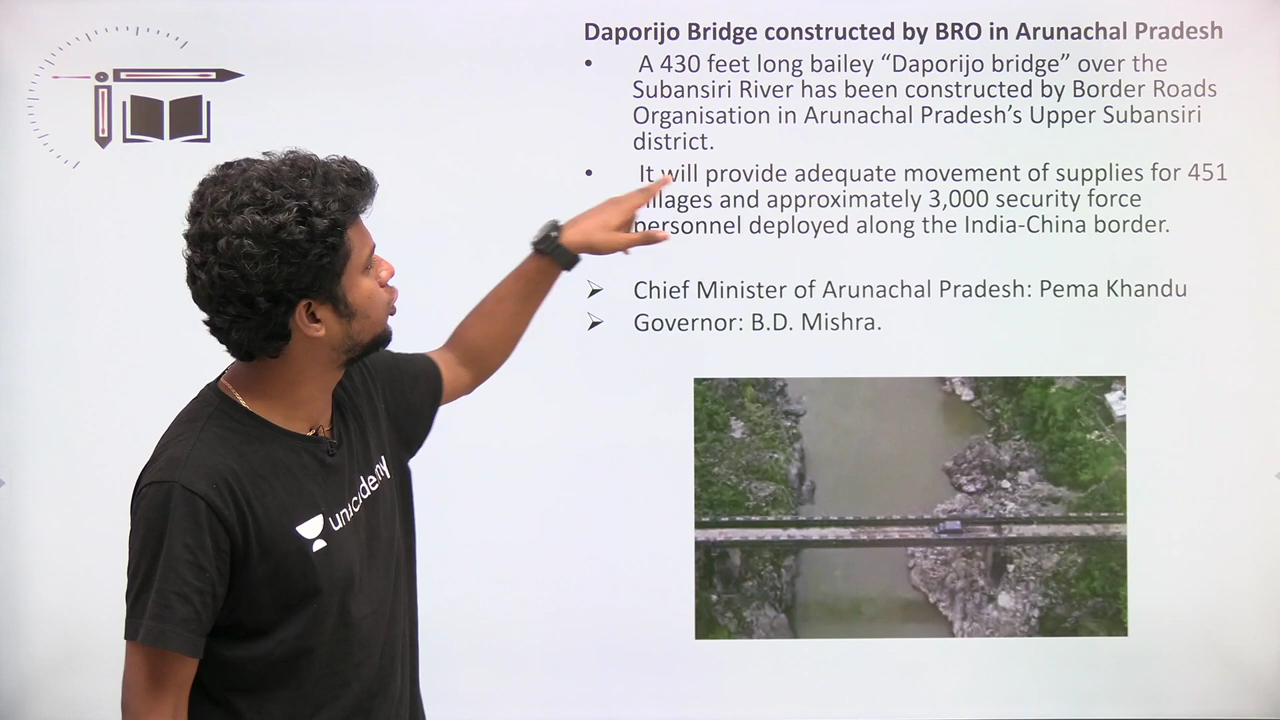 Daporijo Bridge constructed by BRO in Arunachal Pradesh
• A 430 feet long bailey “Daporijo bridge” over the
Subansiri River has been constructed by Border Roads
Organisation in Arunachal Pradesh’s Upper Subansiri
district.
• It will provide adequate movement of supplies for 451
illages and approximately 3,000 security force
personnel deployed along the India-China border.
➢ Chief Minister of Arunachal Pradesh: Pema Khandu
➢ Governor: B.D. Mishra.
unacademy